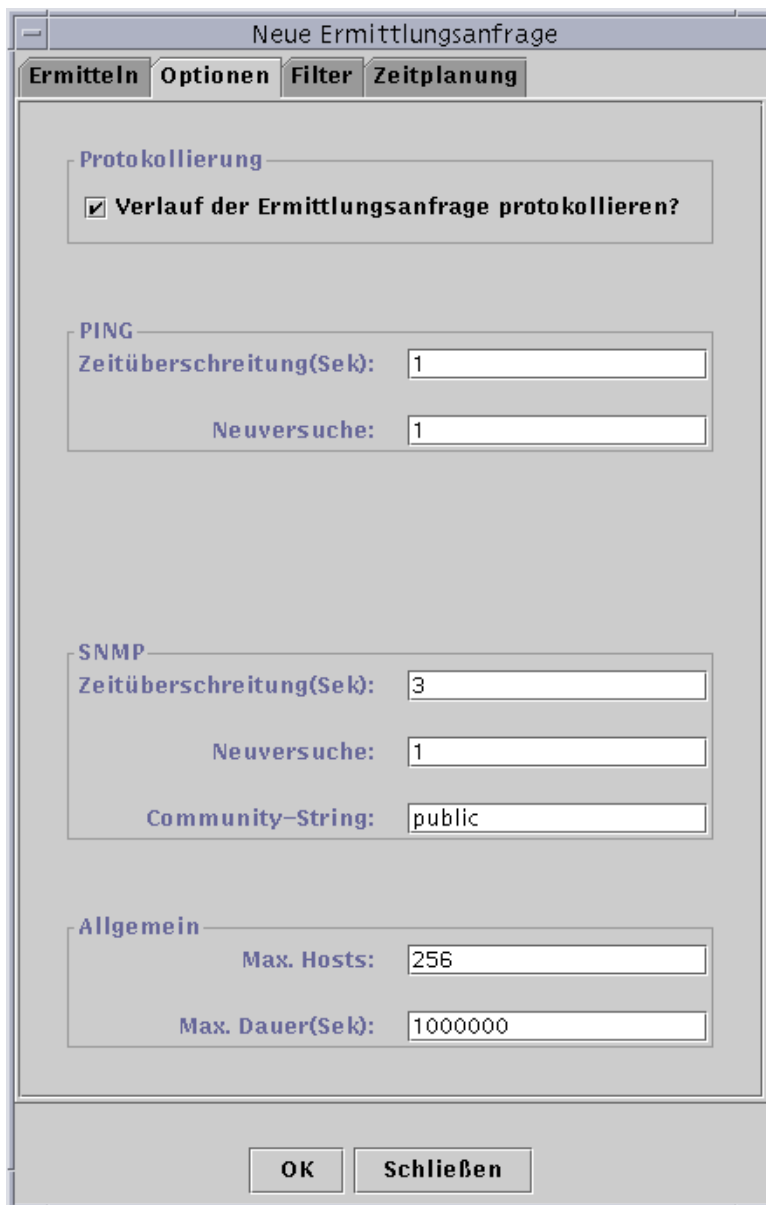 Neue Ermittlungsanfrage
Ermitteln Optionen Filter Zeitplanung
Protokollierung
Verlauf der Ermittlungsanfrage protokollieren?
PING
Zeitüberschreitung(Sek): 1
Neuversuche: 1
SNMP
Zeitüberschreitung(Sek): 3
Neuversuche: 1
Community-String: public
Allgemein
Max. Hosts: 256
Max. Dauer(Sek): 1000000
OK Schließen